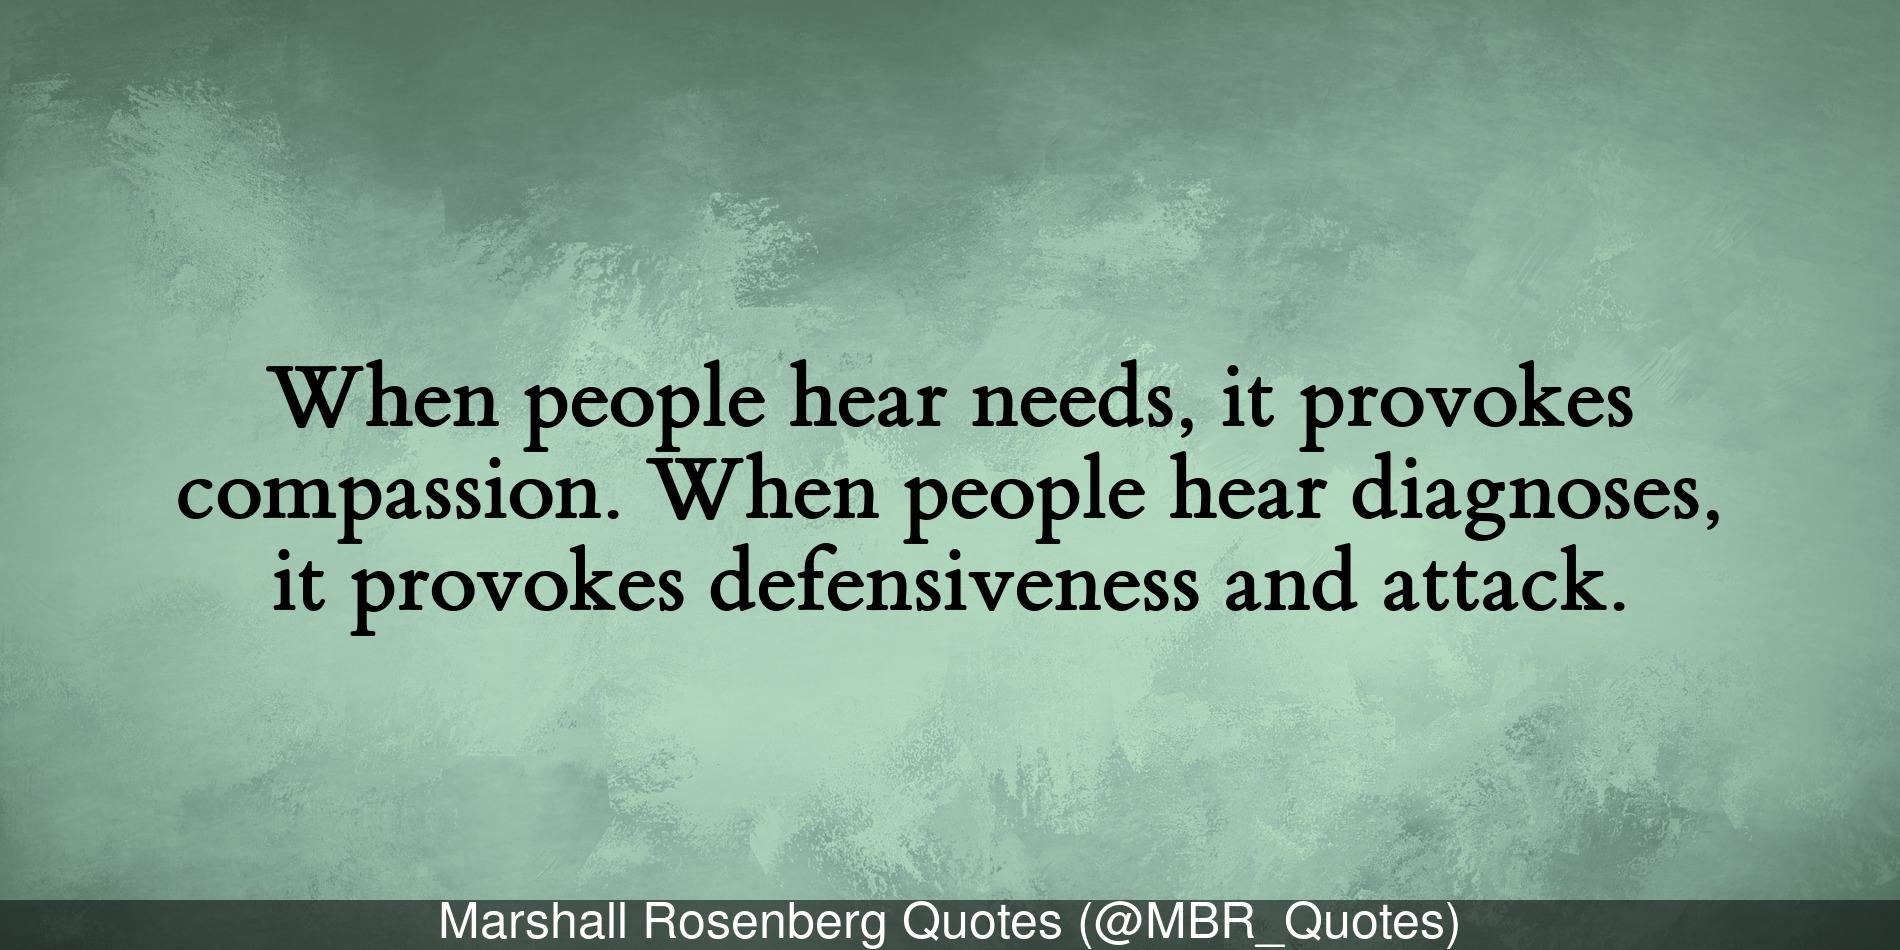 When people hear needs, it provokes
compassion. When people hear diagnoses,
it provokes defensiveness and attack.
Marshall Rosenberg Quotes (@MBR_Quotes)